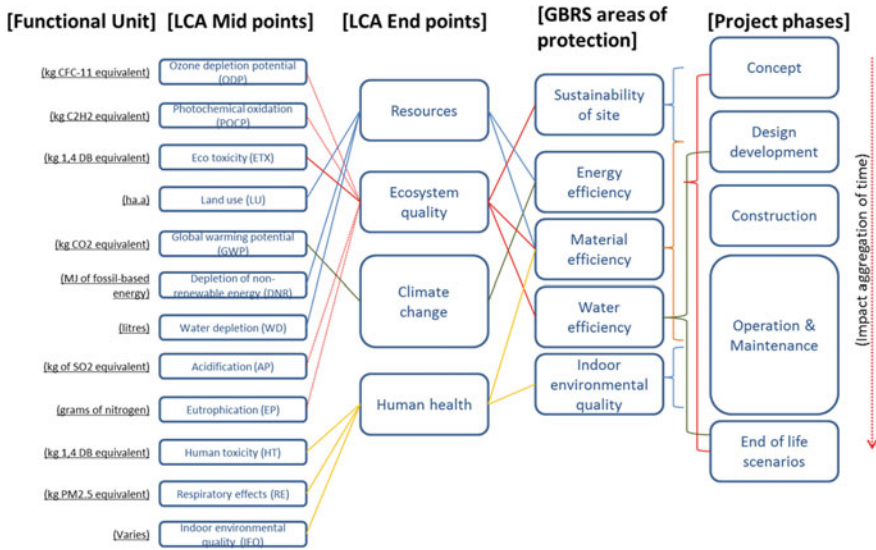 [Functional Unit]
[LCA Mid points]
[LCA End points]
[GBRS areas of
protection]
[Project phases]
(kg CFC-11 equivalent)
Ozone depletion potential
(ODP)
(kg C2H2 equivalent)
Photochemical oxidation
(POCP)
(kg 1,4 DB equivalent)
Eco toxicity (ETX)
(ha.a)
Land use (LU)
(kg CO2 equivalent)
Global warming potential
(GWP)
(MJ of fossil-based
energy)
Depletion of non-
renewable energy (DNR)
(litres)
Water depletion (WD)
(kg of SO2 equivalent)
Acidification (AP)
(grams of nitrogen)
Eutrophication (EP)
(kg 1,4 DB equivalent)
Human toxicity (HT)
(kg PM2.5 equivalent)
Respiratory effects (RE)
(Varies)
Indoor environmental
quality (IEQ)
Resources
Ecosystem
quality
Climate
change
Human health
Sustainability
of site
Energy
efficiency
Material
efficiency
Water
efficiency
Indoor
environmental
quality
Concept
Design
development
Construction
Operation &
Maintenance
End of life
scenarios
(Impact aggregation of time)